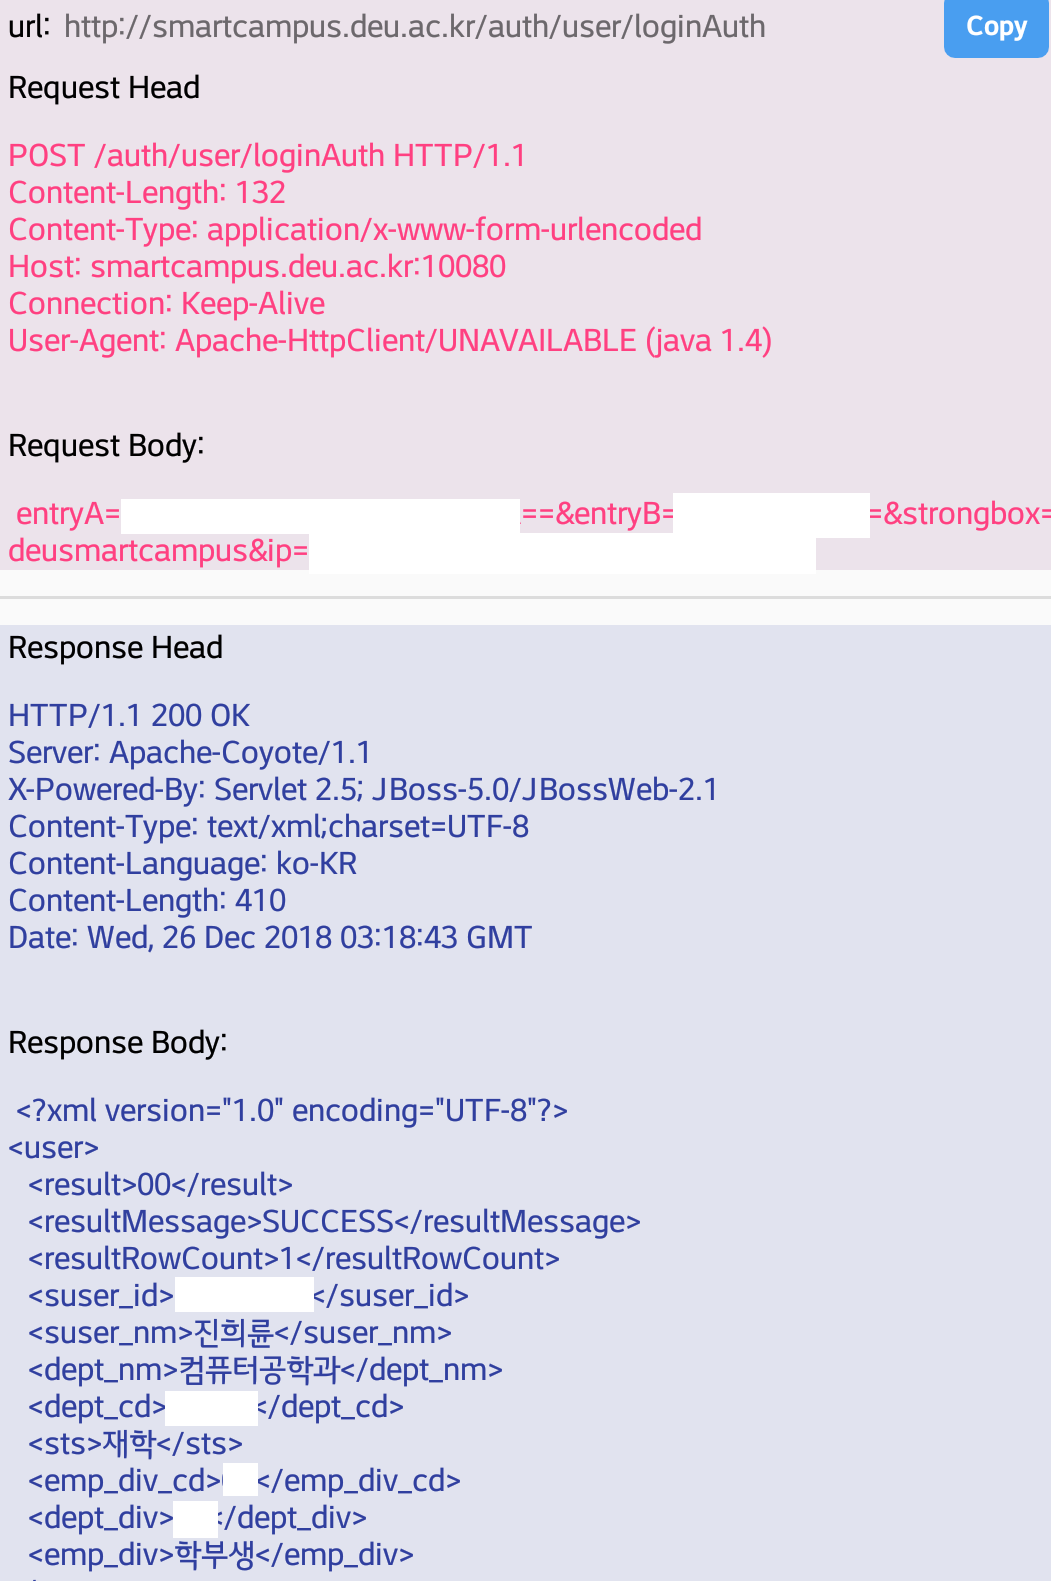 url: http://smartcampus.deu.ac.kr/auth/user/loginAuth
Copy
Request Head
POST /auth/user/loginAuth HTTP/1.1
Content-Length: 132
Content-Type: application/x-www-form-urlencoded
Host: smartcampus.deu.ac.kr:10080
Connection: Keep-Alive
User-Agent: Apache-HttpClient/UNAVAILABLE (java 1.4)
Request Body:
entryA= ==&entryB= =&strongbox=
deusmartcampus&ip=
Response Head
HTTP/1.1 200 OK
Server: Apache-Coyote/1.1
X-Powered-By: Servlet 2.5; JBoss-5.0/JBossWeb-2.1
Content-Type: text/xml;charset=UTF-8
Content-Language: ko-KR
Content-Length: 410
Date: Wed, 26 Dec 2018 03:18:43 GMT
Response Body:
<?xml version="1.0" encoding="UTF-8"?>
<user>
<result>00</result>
<resultMessage>SUCCESS</resultMessage>
<resultRowCount>1</resultRowCount>
<suser_id> </suser_id>
<suser_nm>진희륜</suser_nm>
<dept_nm>컴퓨터공학과</dept_nm>
<dept_cd> </dept_cd>
<sts>재학</sts>
<emp_div_cd> </emp_div_cd>
<dept_div> </dept_div>
<emp_div>학부생</emp_div>